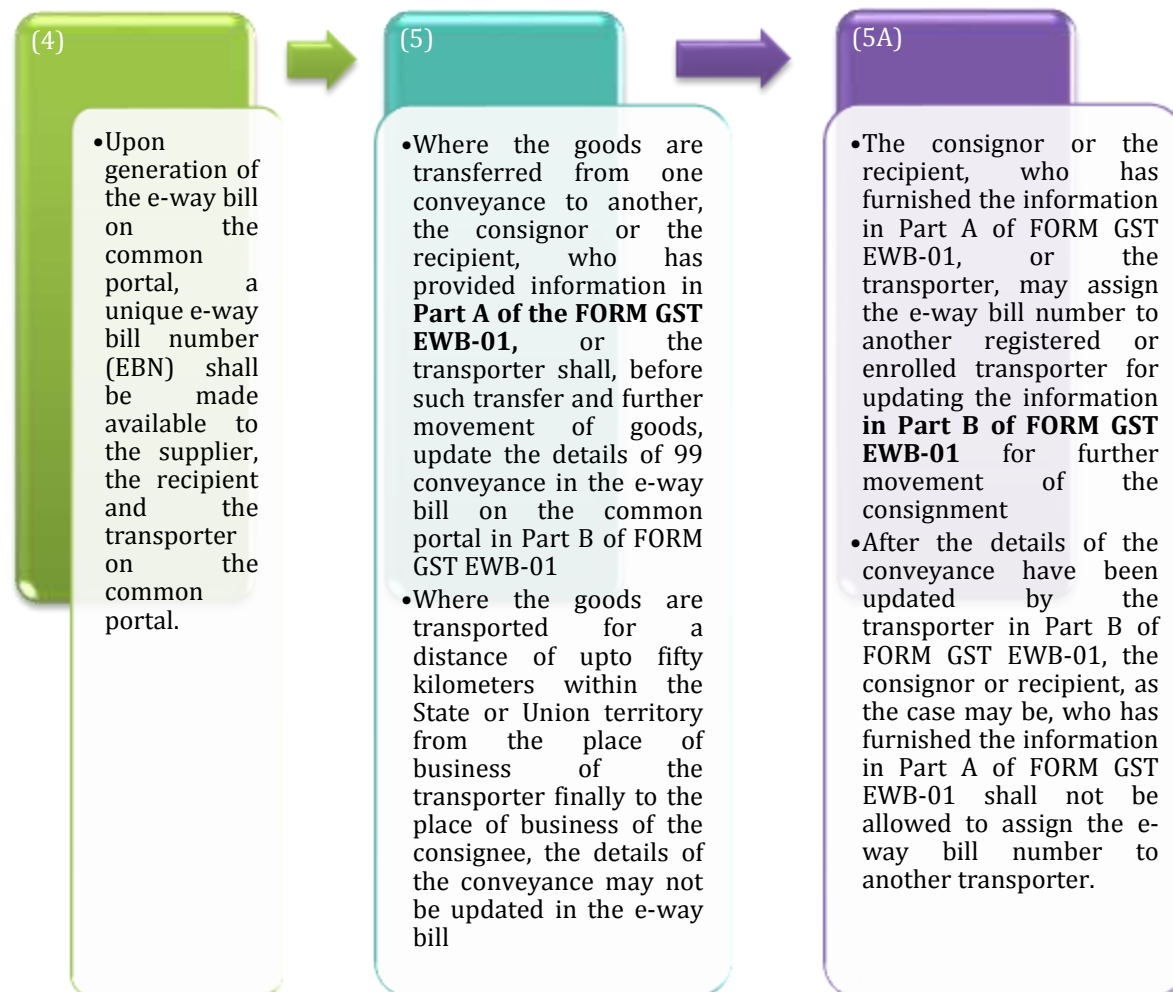 (4)
•Upon
generation of
the e-way bill
on the
common
portal, a
unique e-way
bill number
(EBN) shall
be made
available to
the supplier,
the recipient
and the
transporter
on the
common
portal.
(5)
•Where the goods are
transferred from one
conveyance to another,
the consignor or the
recipient, who has
provided information in
Part A of the FORM GST
EWB-01, or the
transporter shall, before
such transfer and further
movement of goods,
update the details of 99
conveyance in the e-way
bill on the common
portal in Part B of FORM
GST EWB-01
•Where the goods are
transported for a
distance of upto fifty
kilometers within the
State or Union territory
from the place of
business of the
transporter finally to the
place of business of the
consignee, the details of
the conveyance may not
be updated in the e-way
bill
(5A)
•The consignor or the
recipient, who has
furnished the information
in Part A of FORM GST
EWB-01, or the
transporter, may assign
the e-way bill number to
another registered or
enrolled transporter for
updating the information
in Part B of FORM GST
EWB-01 for further
movement of the
consignment
•After the details of the
conveyance have been
updated by the
transporter in Part B of
FORM GST EWB-01, the
consignor or recipient, as
the case may be, who has
furnished the information
in Part A of FORM GST
EWB-01 shall not be
allowed to assign the e-
way bill number to
another transporter.